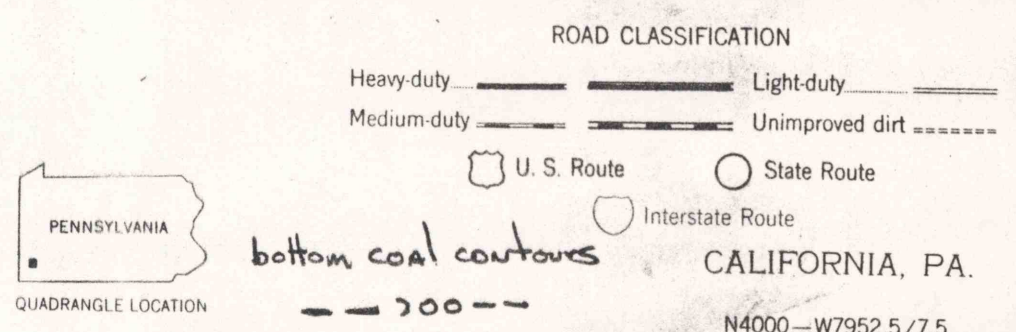 ROAD CLASSIFICATION
Heavy-duty Light-duty
Medium-duty Unimproved dirt
U. S. Route State Route
Interstate Route
PENNSYLVANIA
QUADRANGLE LOCATION
bottom coal contours
700
CALIFORNIA, PA.
N4000—W7952.5/7.5